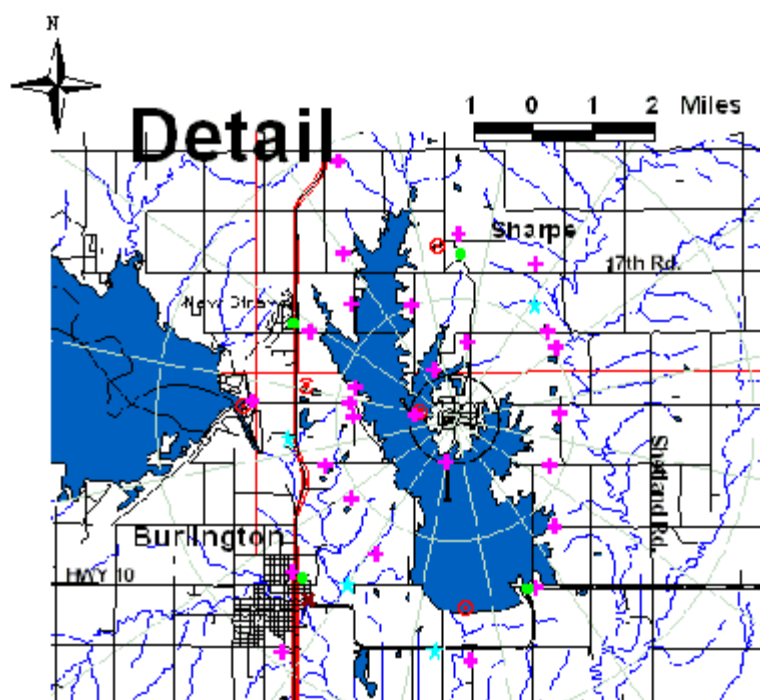 N
1 0 1 2 Miles
Detail
Sharpe
17th Rd.
New Strawn
Shetland Rd.
Burlington
HWY 10